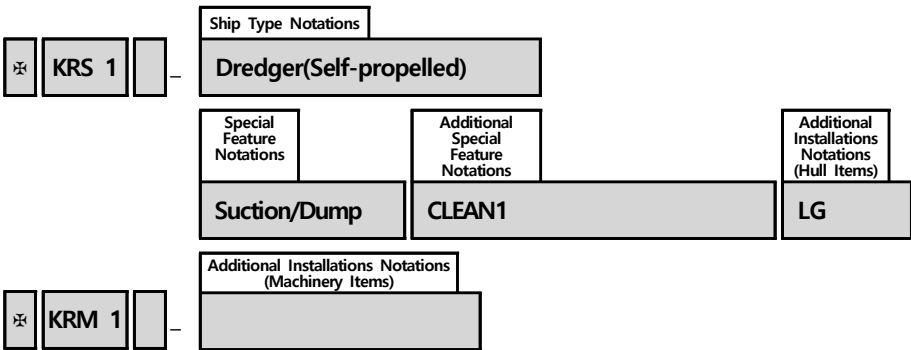 Ship Type Notations
✠ KRS 1 _ Dredger(Self-propelled)
Special
Feature
Notations
Additional
Special
Feature
Notations
Additional
Installations
Notations
(Hull Items)
Suction/Dump CLEAN1 LG
Additional Installations Notations
(Machinery Items)
✠ KRM 1 _